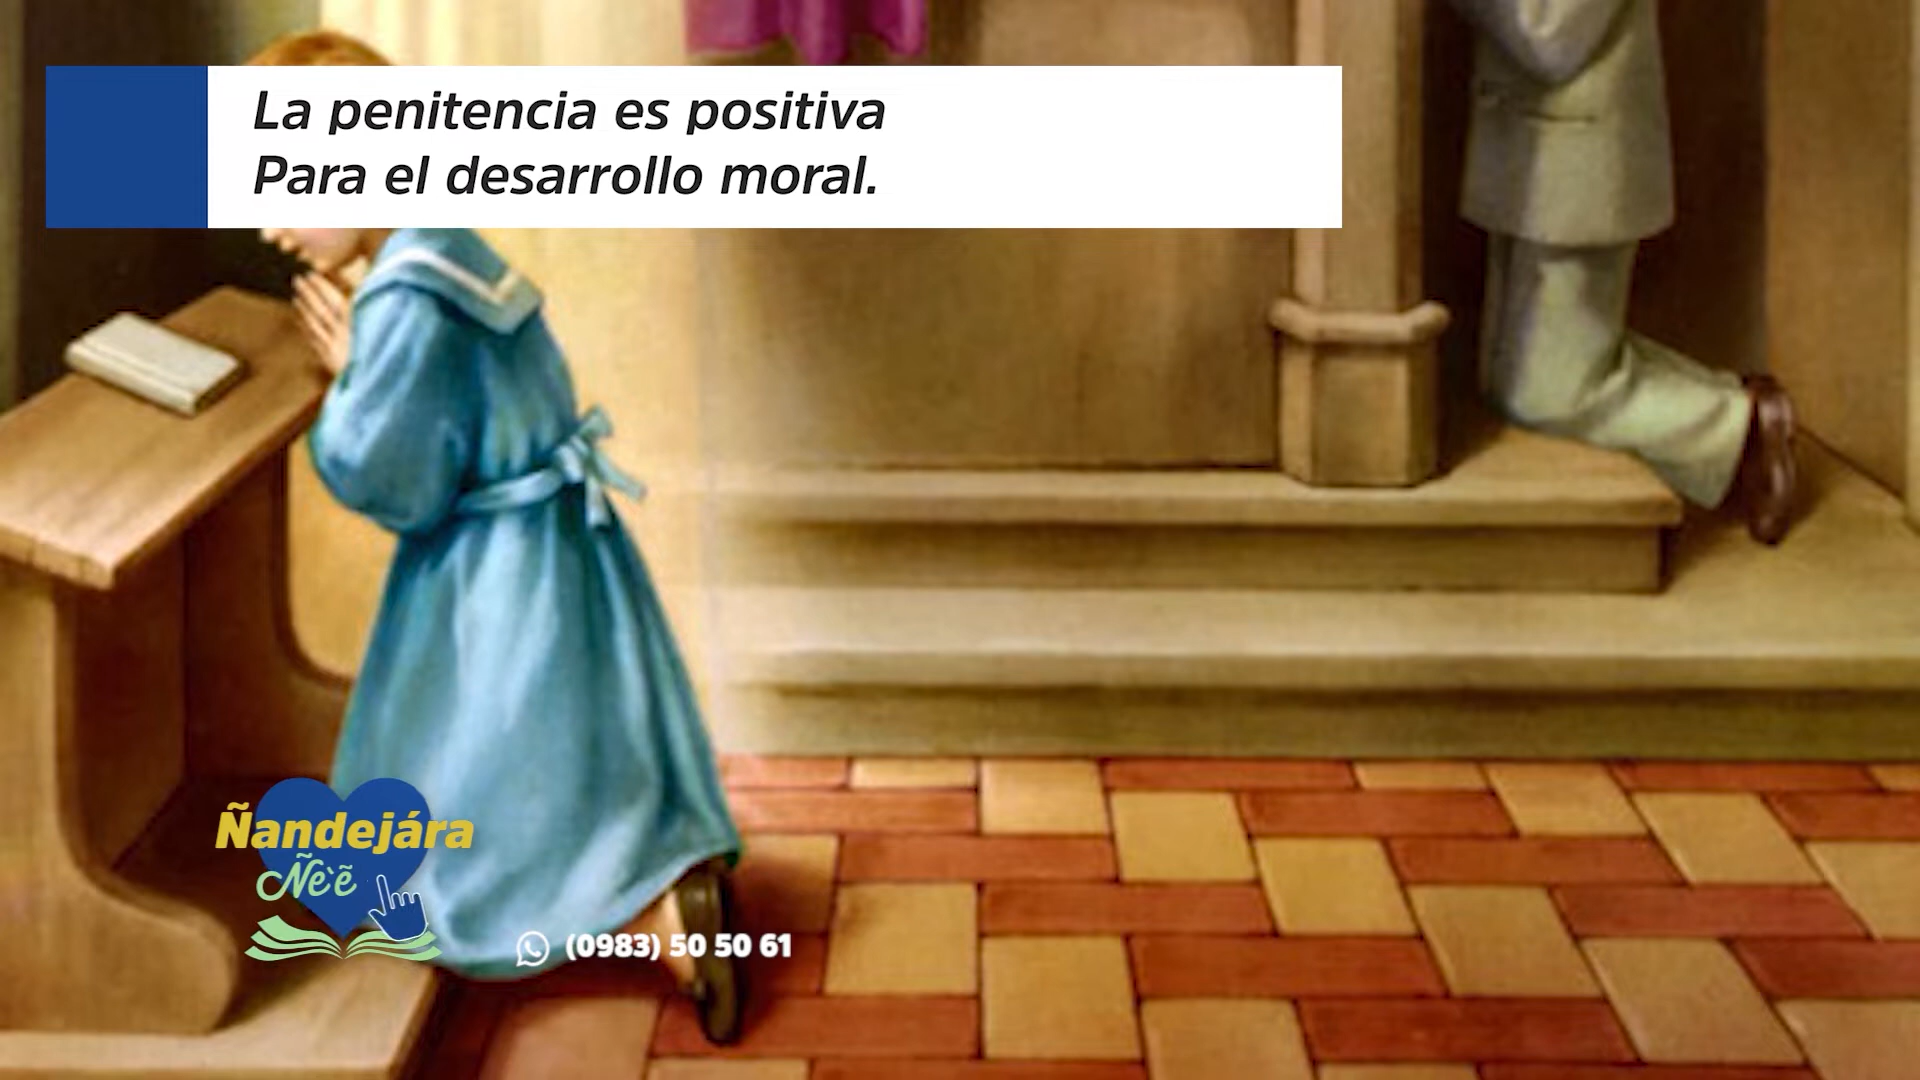 La penitencia es positiva
Para el desarrollo moral.
Ñandejára
Ñe'ẽ
(0983) 50 50 61